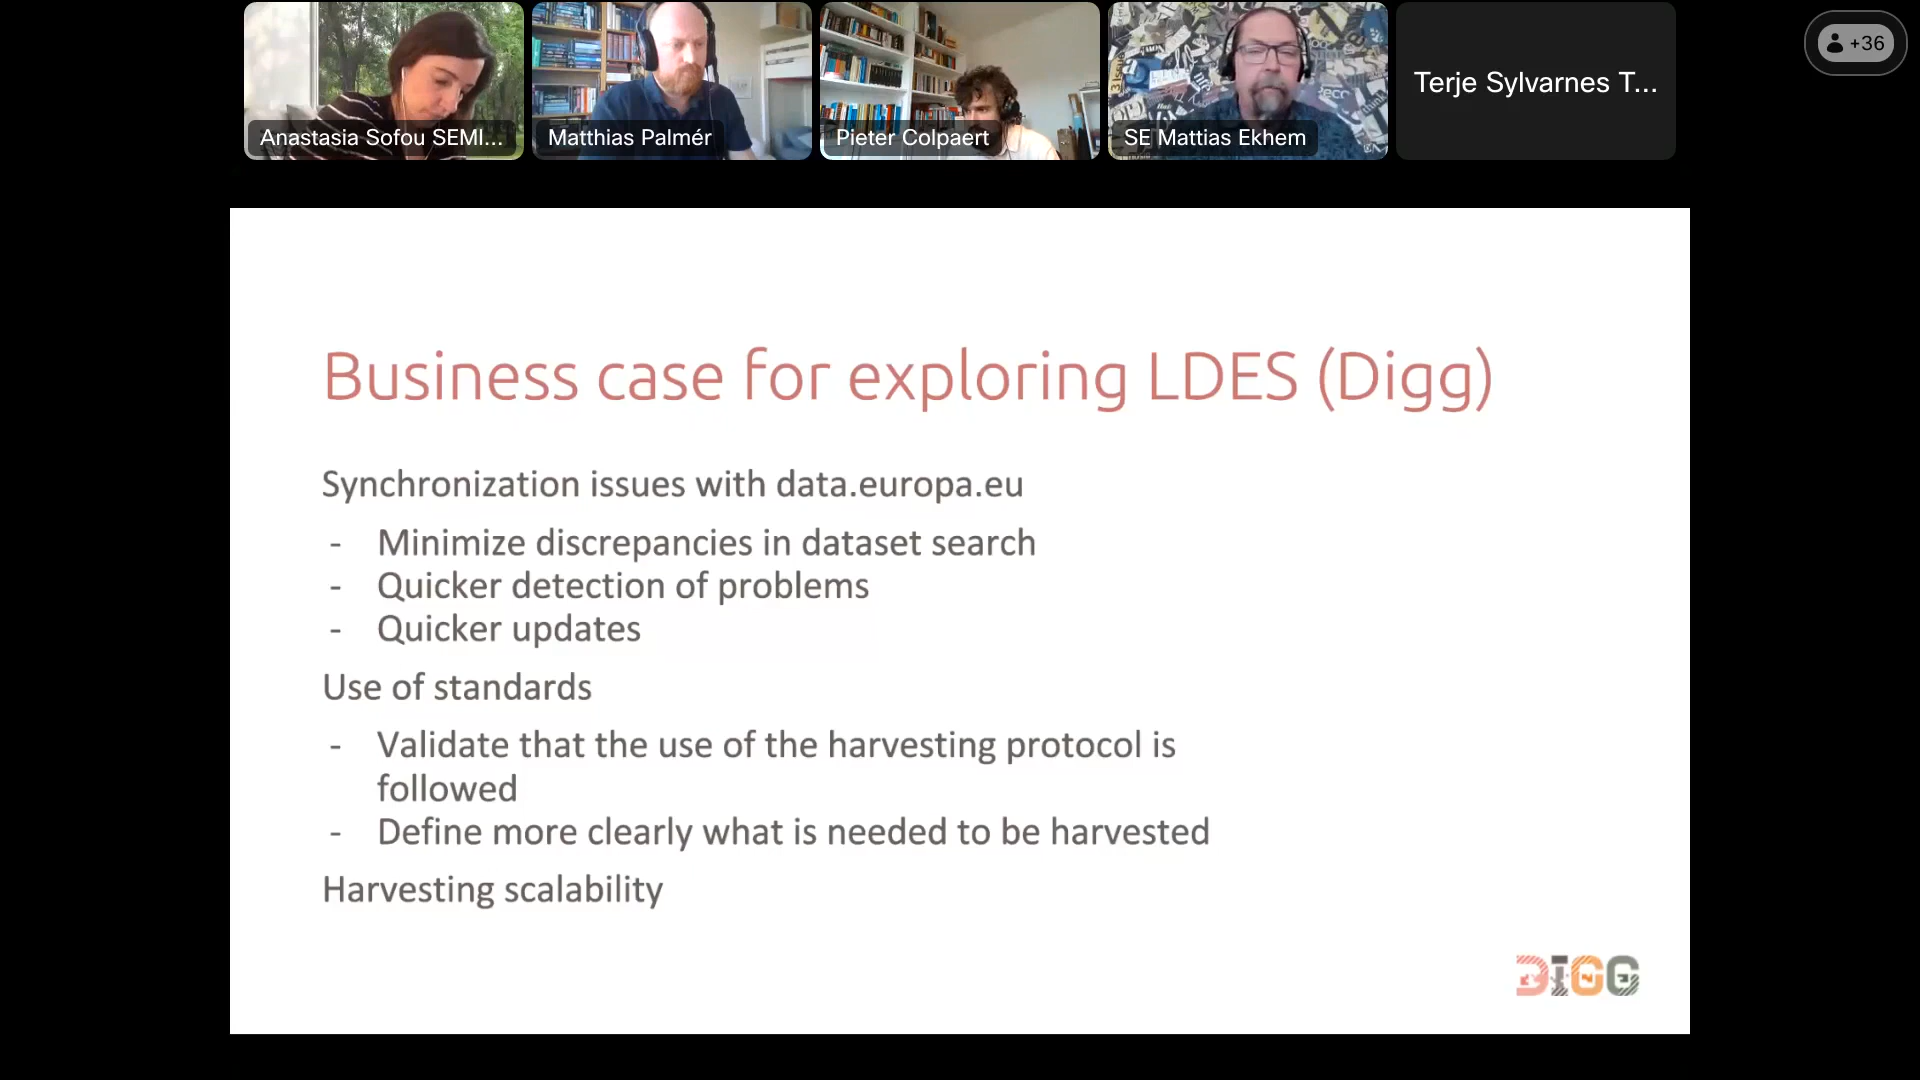 Anastasia Sofou SEMI...
Matthias Palmér
Pieter Colpaert
SE Mattias Ekhem
Terje Sylvarnes T...
+36
Business case for exploring LDES (Digg)
Synchronization issues with data.europa.eu
- Minimize discrepancies in dataset search
- Quicker detection of problems
- Quicker updates
Use of standards
- Validate that the use of the harvesting protocol is
followed
- Define more clearly what is needed to be harvested
Harvesting scalability
DIGG